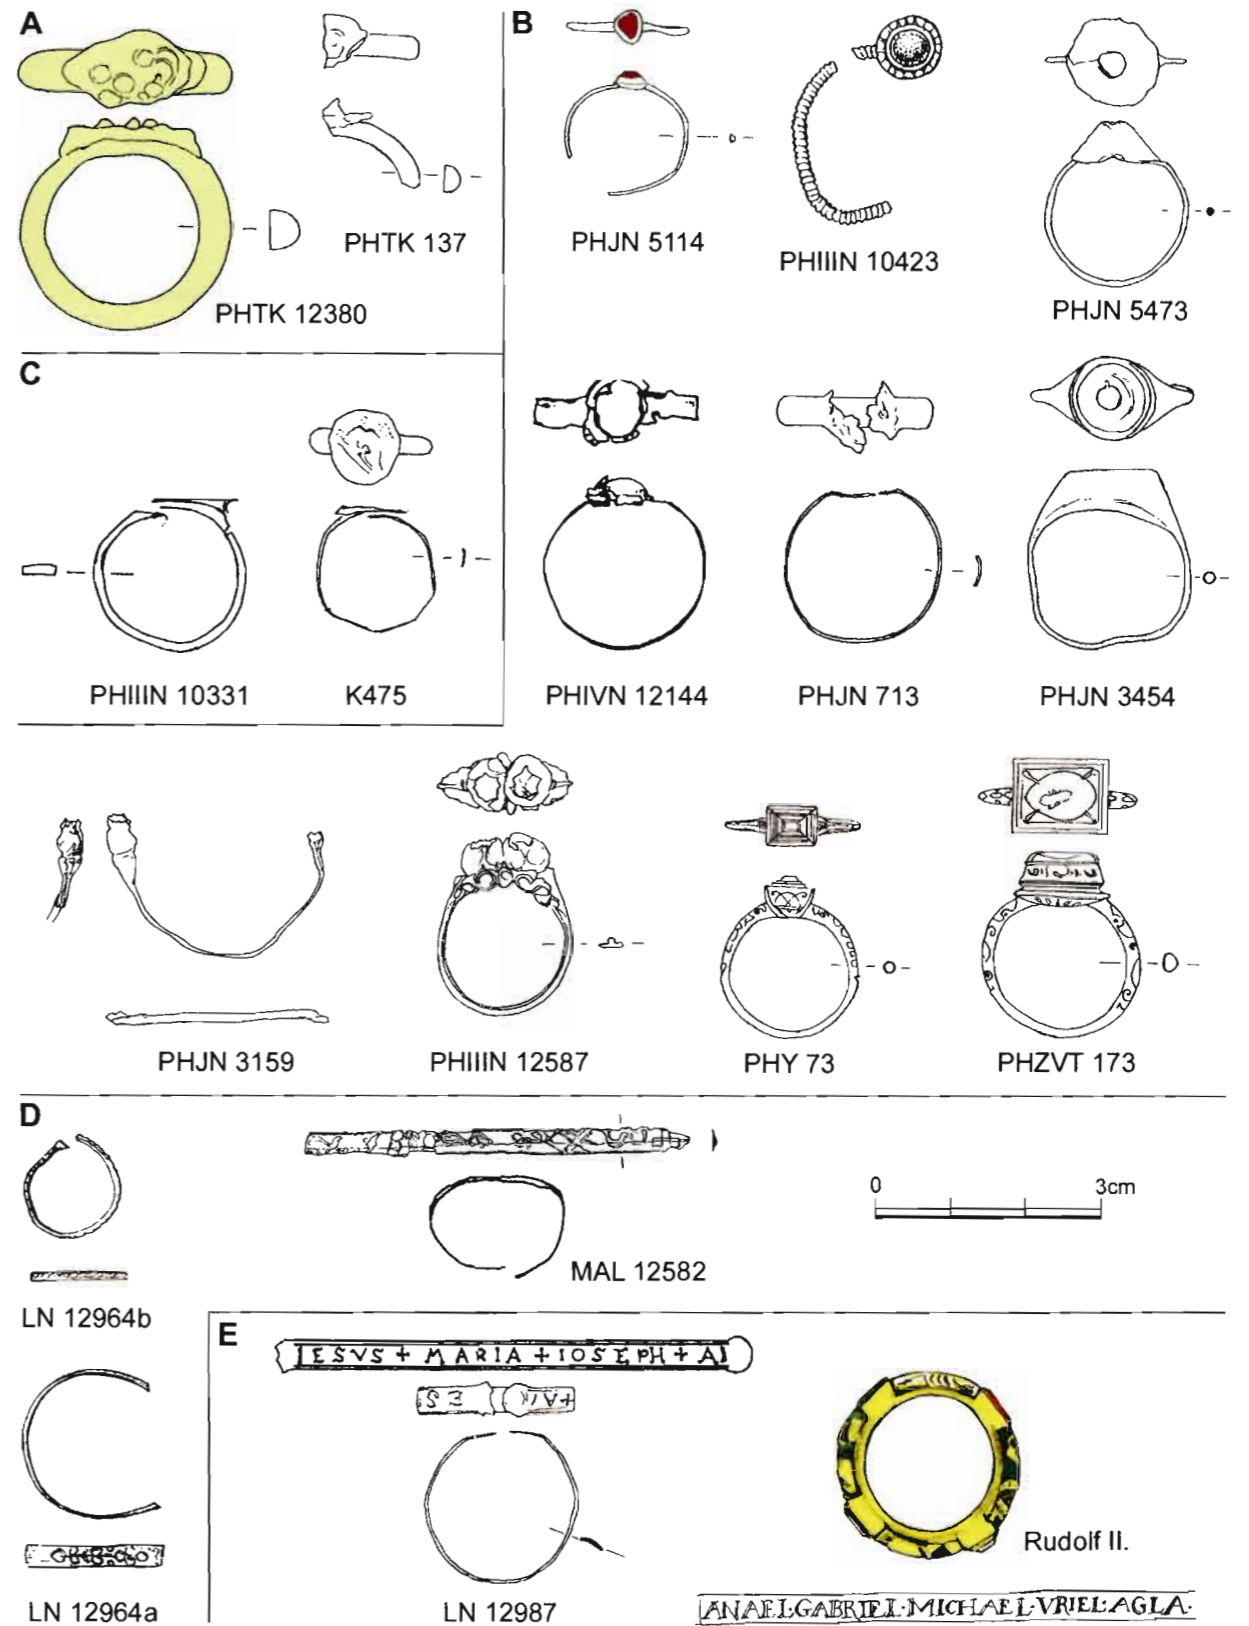 A
B
PHTK 137
PHTK 12380
PHJN 5114
PHIIIN 10423
PHJN 5473
C
PHIIIN 10331
K475
PHIVN 12144
PHJN 713
PHJN 3454
PHJN 3159
PHIIIN 12587
PHY 73
PHZVT 173
D
LN 12964b
MAL 12582
0 3cm
LN 12964a
E
IESVS + MARIA + IOSEPH + A
LN 12987
Rudolf II.
ANAEL·GABRIEL·MICHAEL·VRIEL·AGLA·